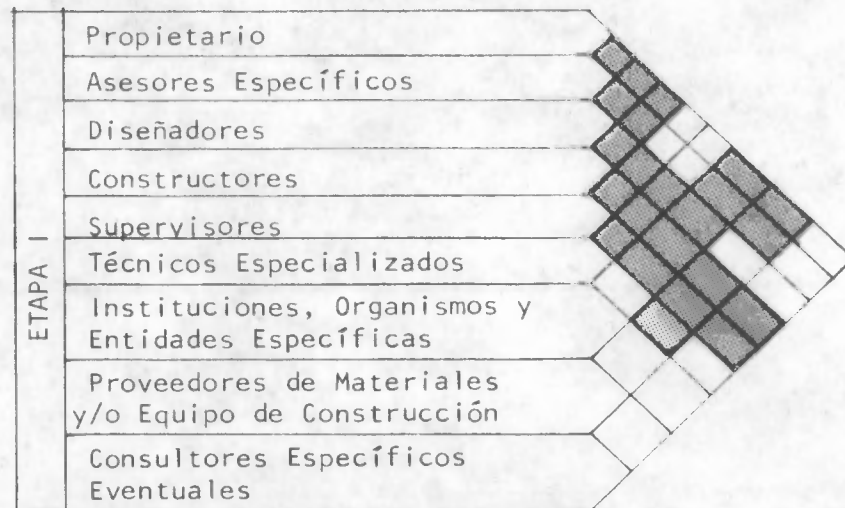 ETAPA I
Propietario
Asesores Específicos
Diseñadores
Constructores
Supervisores
Técnicos Especializados
Instituciones, Organismos y
Entidades Específicas
Proveedores de Materiales
y/o Equipo de Construcción
Consultores Específicos
Eventuales